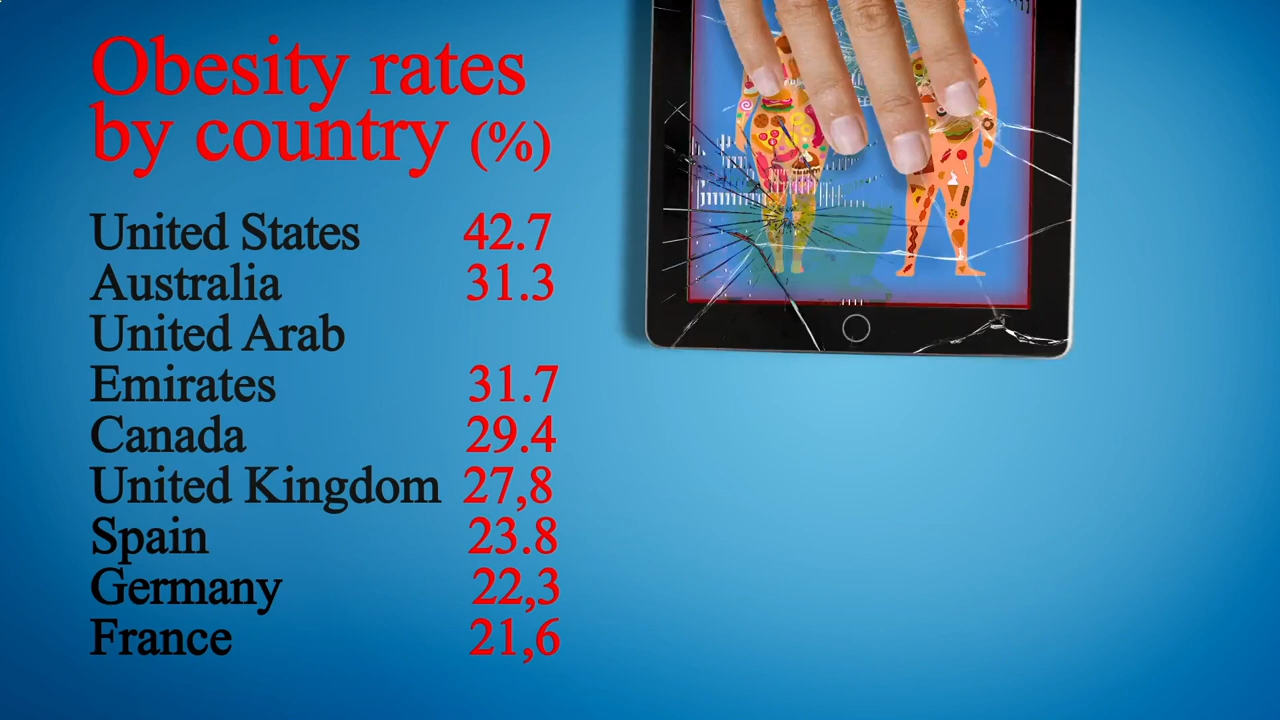 Obesity rates
by country (%)
United States 42.7
Australia 31.3
United Arab
Emirates 31.7
Canada 29.4
United Kingdom 27,8
Spain 23.8
Germany 22,3
France 21,6